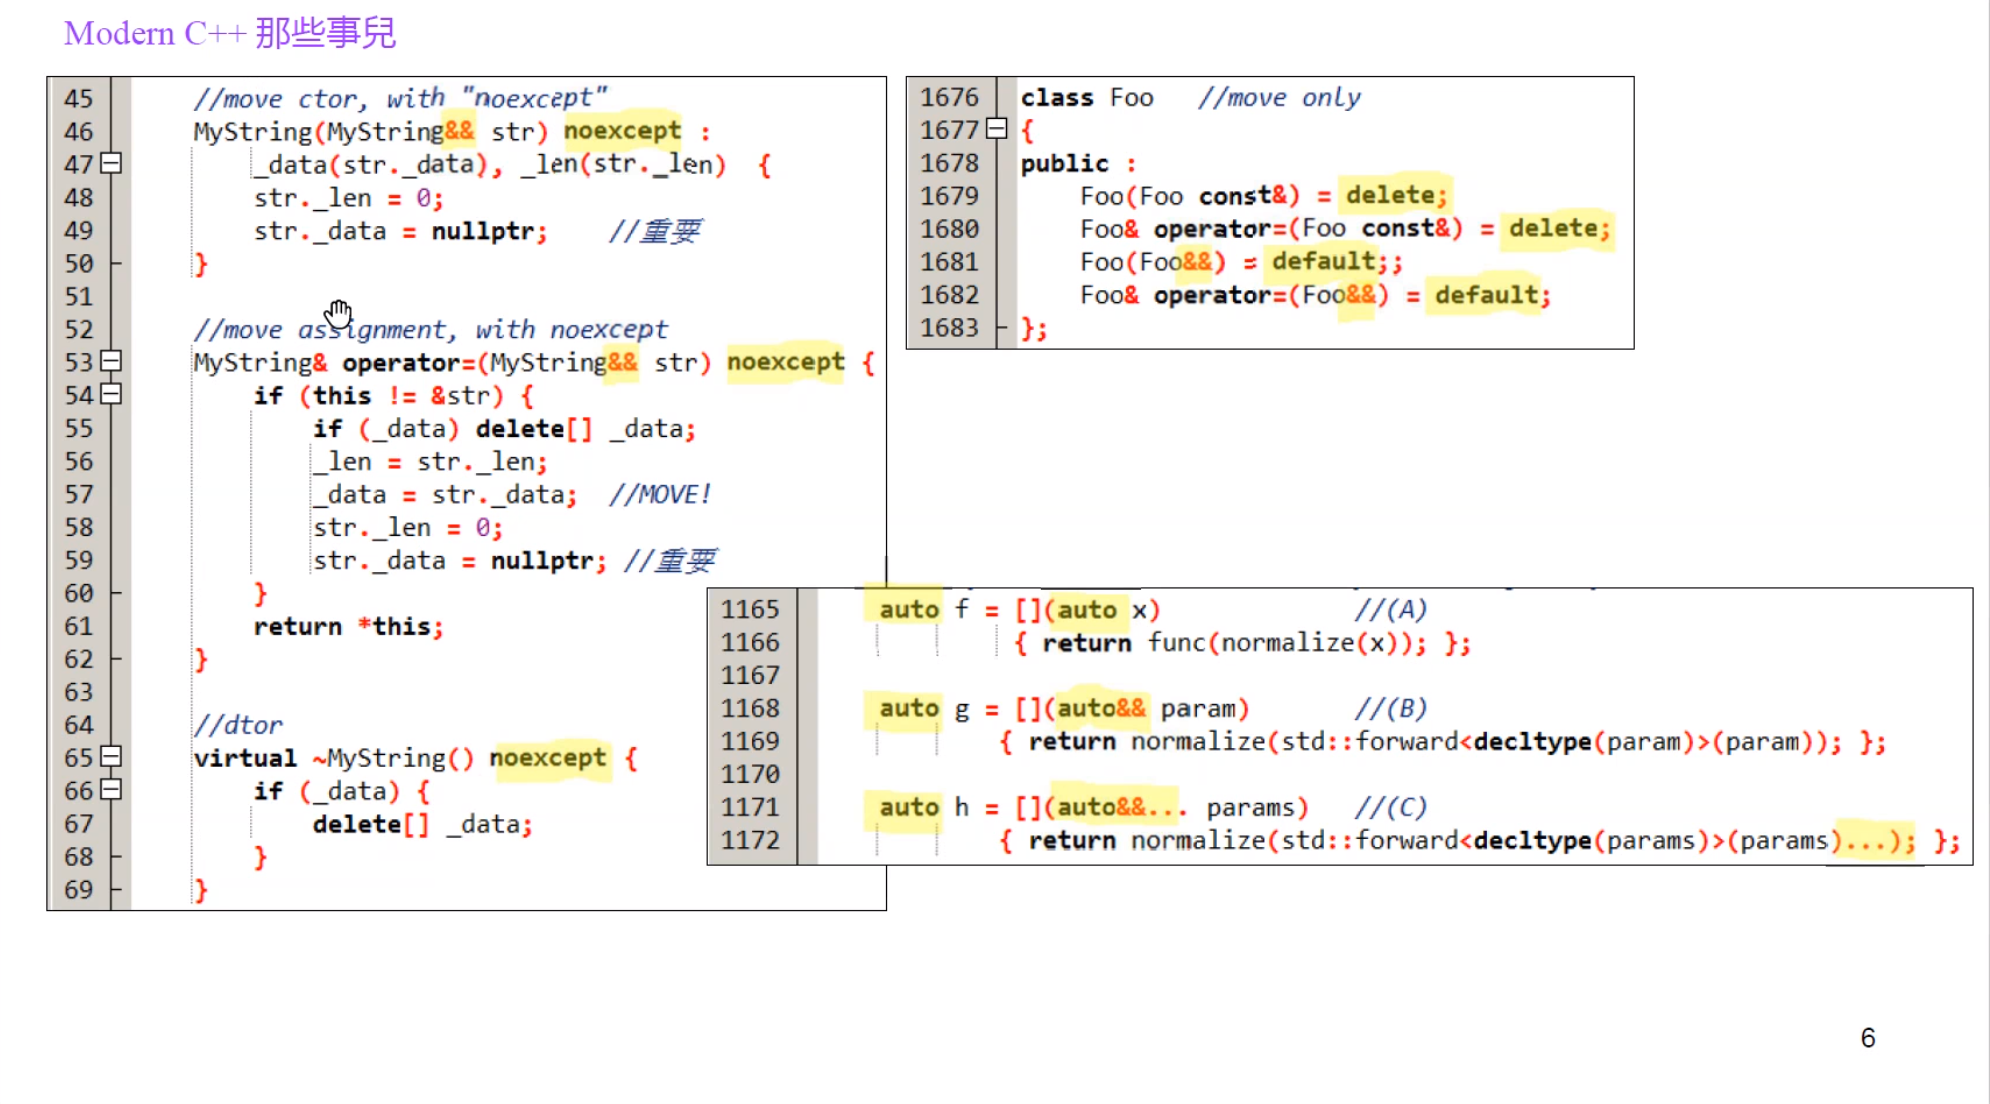 Modern C++ 那些事兒
45 //move ctor, with "noexcept"
46 MyString(MyString&& str) noexcept :
47 _data(str._data), _len(str._len) {
48 str._len = 0;
49 str._data = nullptr; //重要
50 }
51
52 //move assignment, with noexcept
53 MyString& operator=(MyString&& str) noexcept {
54 if (this != &str) {
55 if (_data) delete[] _data;
56 _len = str._len;
57 _data = str._data; //MOVE!
58 str._len = 0;
59 str._data = nullptr; //重要
60 }
61 return *this;
62 }
63
64 //dtor
65 virtual ~MyString() noexcept {
66 if (_data) {
67 delete[] _data;
68 }
69 }
1676 class Foo //move only
1677 {
1678 public :
1679 Foo(Foo const&) = delete;
1680 Foo& operator=(Foo const&) = delete;
1681 Foo(Foo&&) = default;;
1682 Foo& operator=(Foo&&) = default;
1683 };
1165 auto f = [](auto x) //(A)
1166 { return func(normalize(x)); };
1167
1168 auto g = [](auto&& param) //(B)
1169 { return normalize(std::forward<decltype(param)>(param)); };
1170
1171 auto h = [](auto&&... params) //(C)
1172 { return normalize(std::forward<decltype(params)>(params)...); };
6